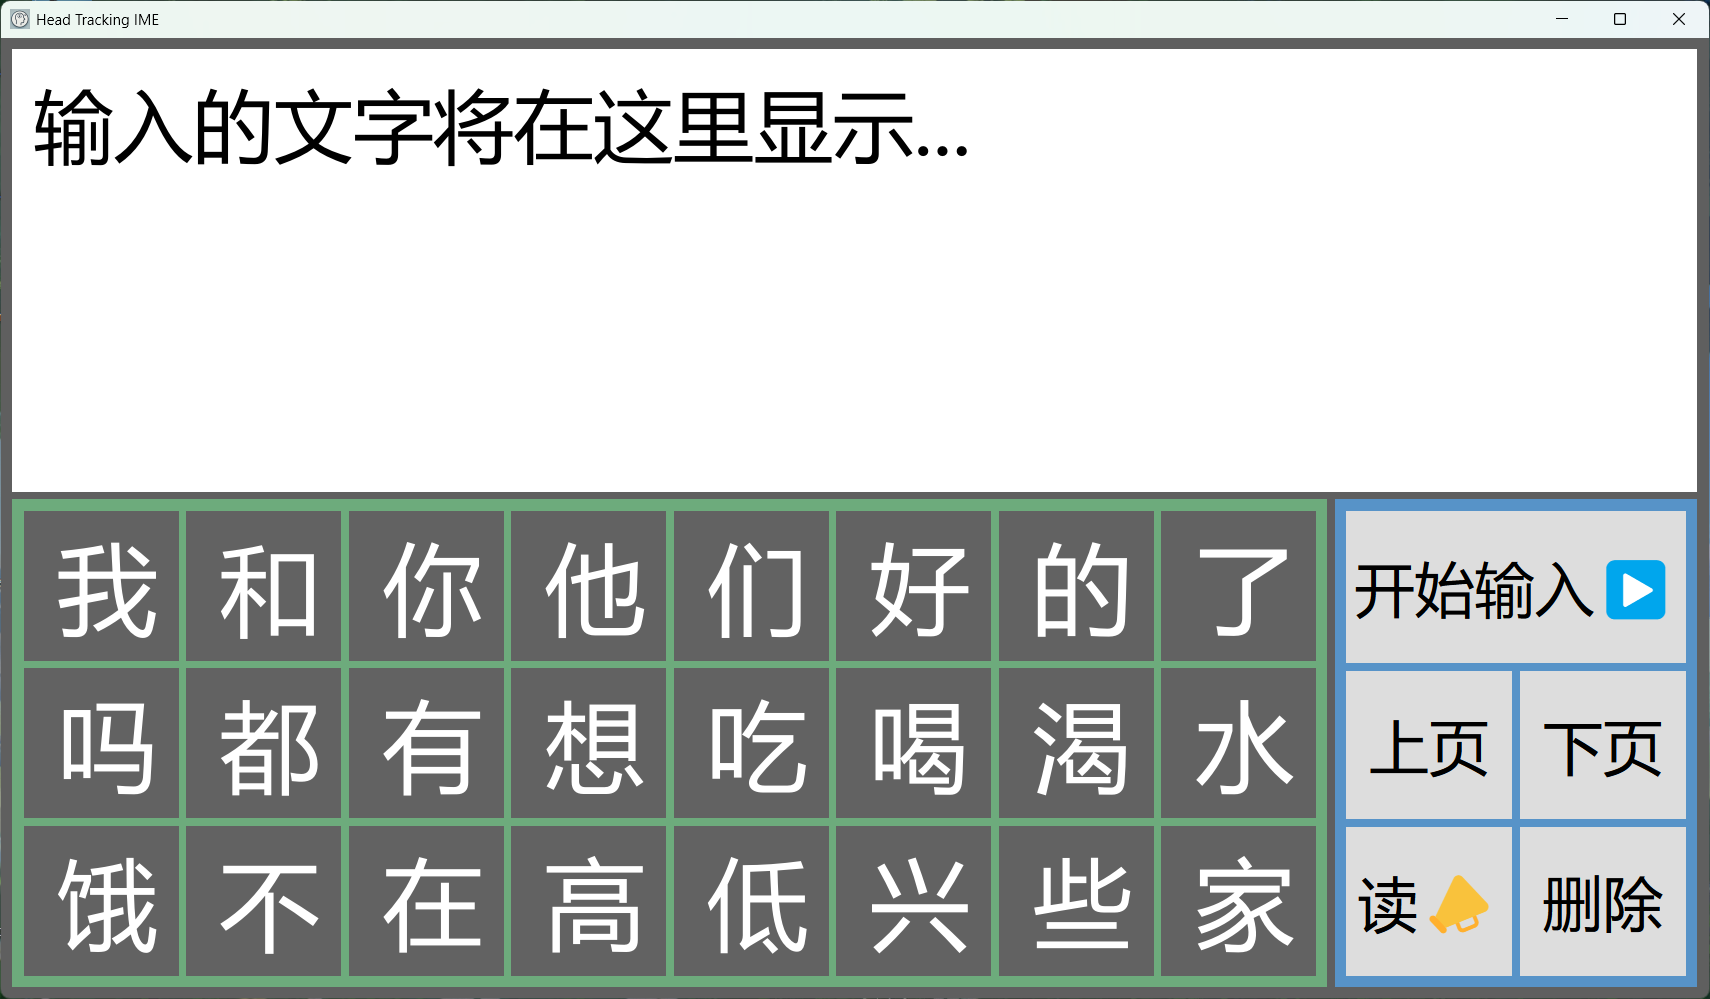 Head Tracking IME
输入的文字将在这里显示...
我 和 你 他 们 好 的 了
吗 都 有 想 吃 喝 渴 水
饿 不 在 高 低 兴 些 家
开始输入
上页 下页
读 删除